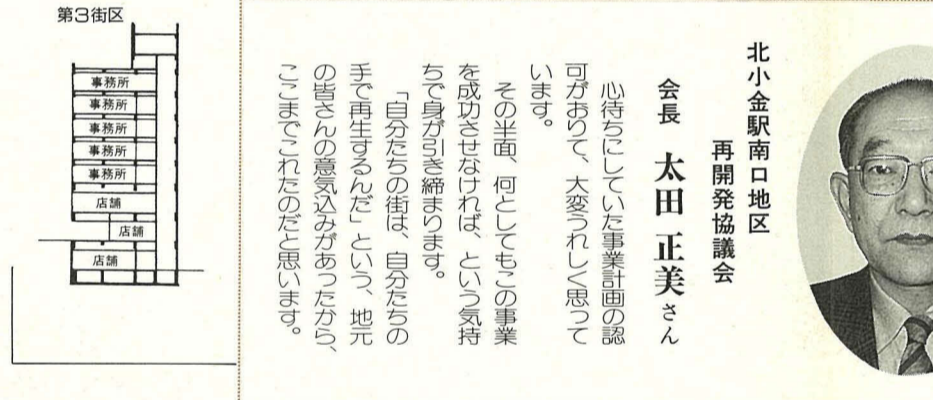 北小金駅南口地区
再開発協議会
会長　太田 正美さん
　心待ちにしていた事業計画の認
可がおりて、大変うれしく思って
います。
　その半面、何としてもこの事業
を成功させなければ、という気持
ちで身が引き締まります。
　「自分たちの街は、自分たちの
手で再生するんだ」という、地元
の皆さんの意気込みがあったから、
ここまでこれたのだと思います。
第3街区
事務所
事務所
事務所
事務所
事務所
店舗
店舗
店舗